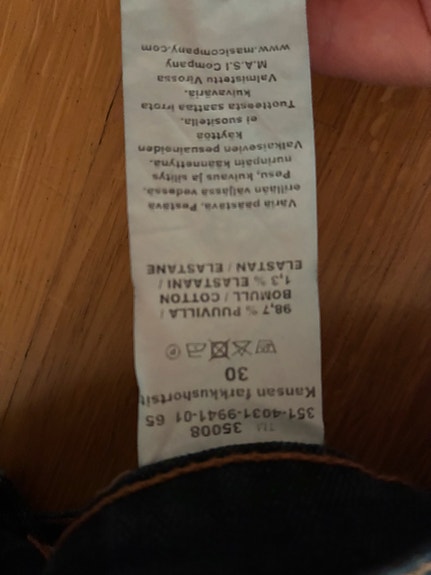 TM 35008
351-4031-9941-01 65
Kansan farkkushortsit
30
98,7 % PUUVILLA /
BOMULL / COTTON
1,3 % ELASTAANI /
ELASTAN / ELASTANE
Väriä päästävä. Pestävä
erillään väljässä vedessä.
Pesu, kuivaus ja silitys
nurinpäin käännettynä.
Valkaisevien pesuaineiden
käyttöä
ei suositella.
Tuotteesta saattaa irrota
kuivaväriä.
Valmistettu Virossa
M.A.S.I Company
www.masicompany.com